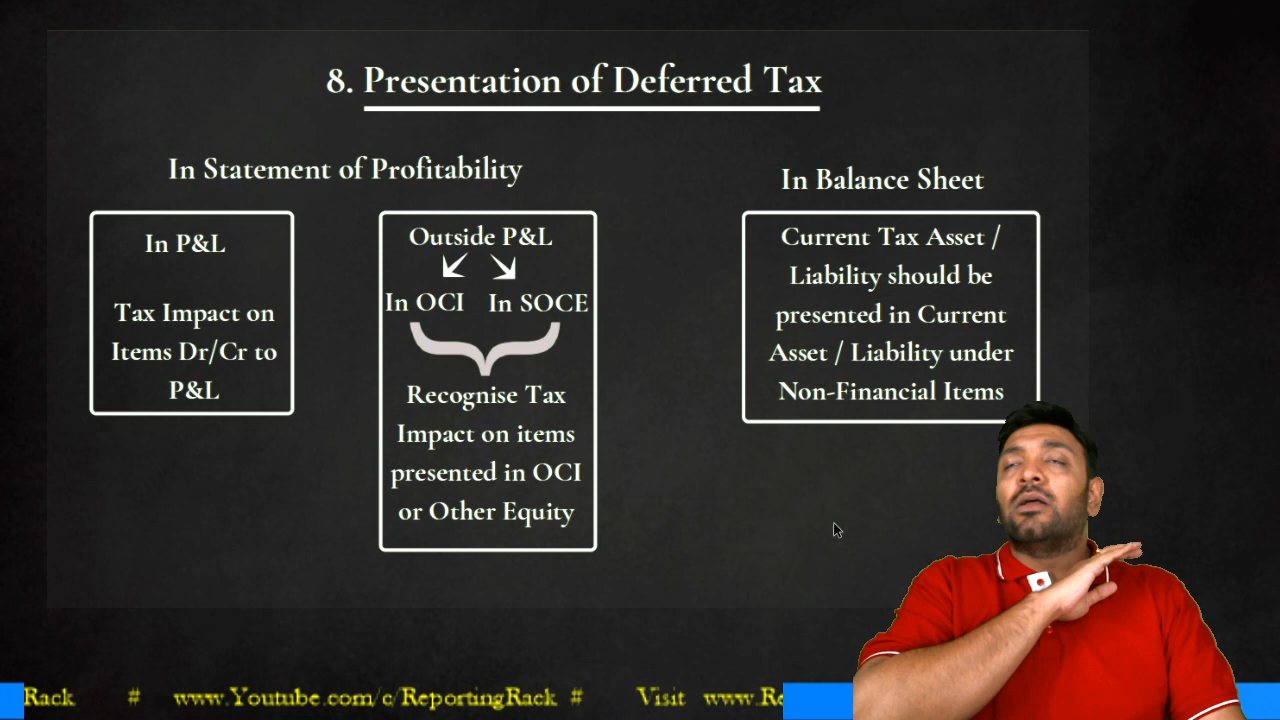 8. Presentation of Deferred Tax
In Statement of Profitability
In P&L
Tax Impact on
Items Dr/Cr to
P&L
Outside P&L
In OCI In SOCE
Recognise Tax
Impact on items
presented in OCI
or Other Equity
In Balance Sheet
Current Tax Asset /
Liability should be
presented in Current
Asset / Liability under
Non-Financial Items
Rack # www.Youtube.com/c/ReportingRack # Visit